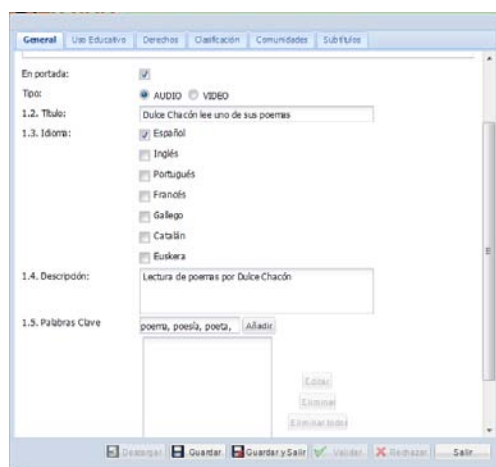 General Uso Educativo Derechos Clasificación Comunidades Subtítulos
En portada:
Tipo: AUDIO VIDEO
1.2. Título: Dulce Chacón lee uno de sus poemas
1.3. Idioma: Español
Inglés
Portugués
Francés
Gallego
Catalán
Euskera
1.4. Descripción: Lectura de poemas por Dulce Chacón
1.5. Palabras Clave poema, poesía, poeta, Añadir
Editar
Eliminar
Eliminar todos
Descargar Guardar Guardar y Salir Validar Rechazar Salir